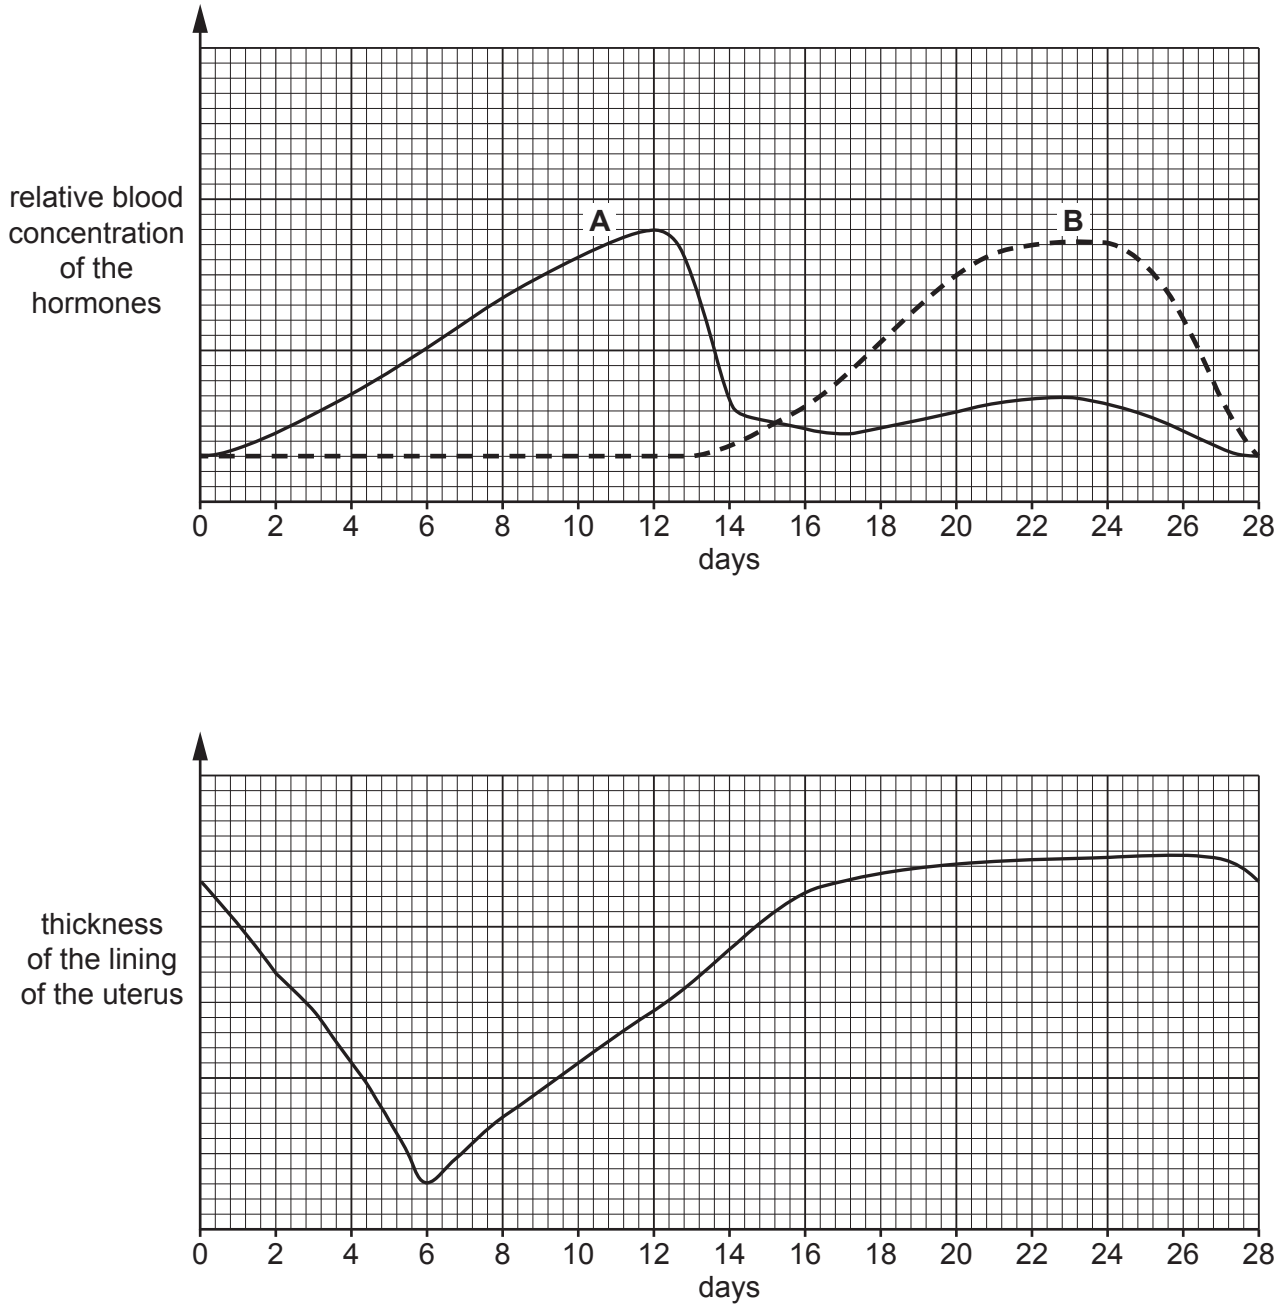 relative blood
concentration
of the
hormones
A
B
0 2 4 6 8 10 12 14 16 18 20 22 24 26 28
days
thickness
of the lining
of the uterus
0 2 4 6 8 10 12 14 16 18 20 22 24 26 28
days